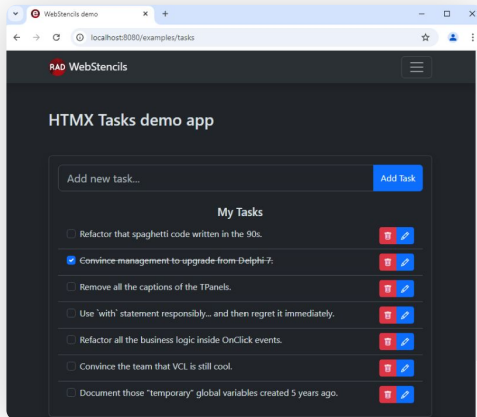 WebStencils demo
localhost:8080/examples/tasks
RAD WebStencils
HTMX Tasks demo app
Add new task...
Add Task
My Tasks
Refactor that spaghetti code written in the 90s.
Convince management to upgrade from Delphi 7.
Remove all the captions of the TPanels.
Use `with` statement responsibly... and then regret it immediately.
Refactor all the business logic inside OnClick events.
Convince the team that VCL is still cool.
Document those "temporary" global variables created 5 years ago.